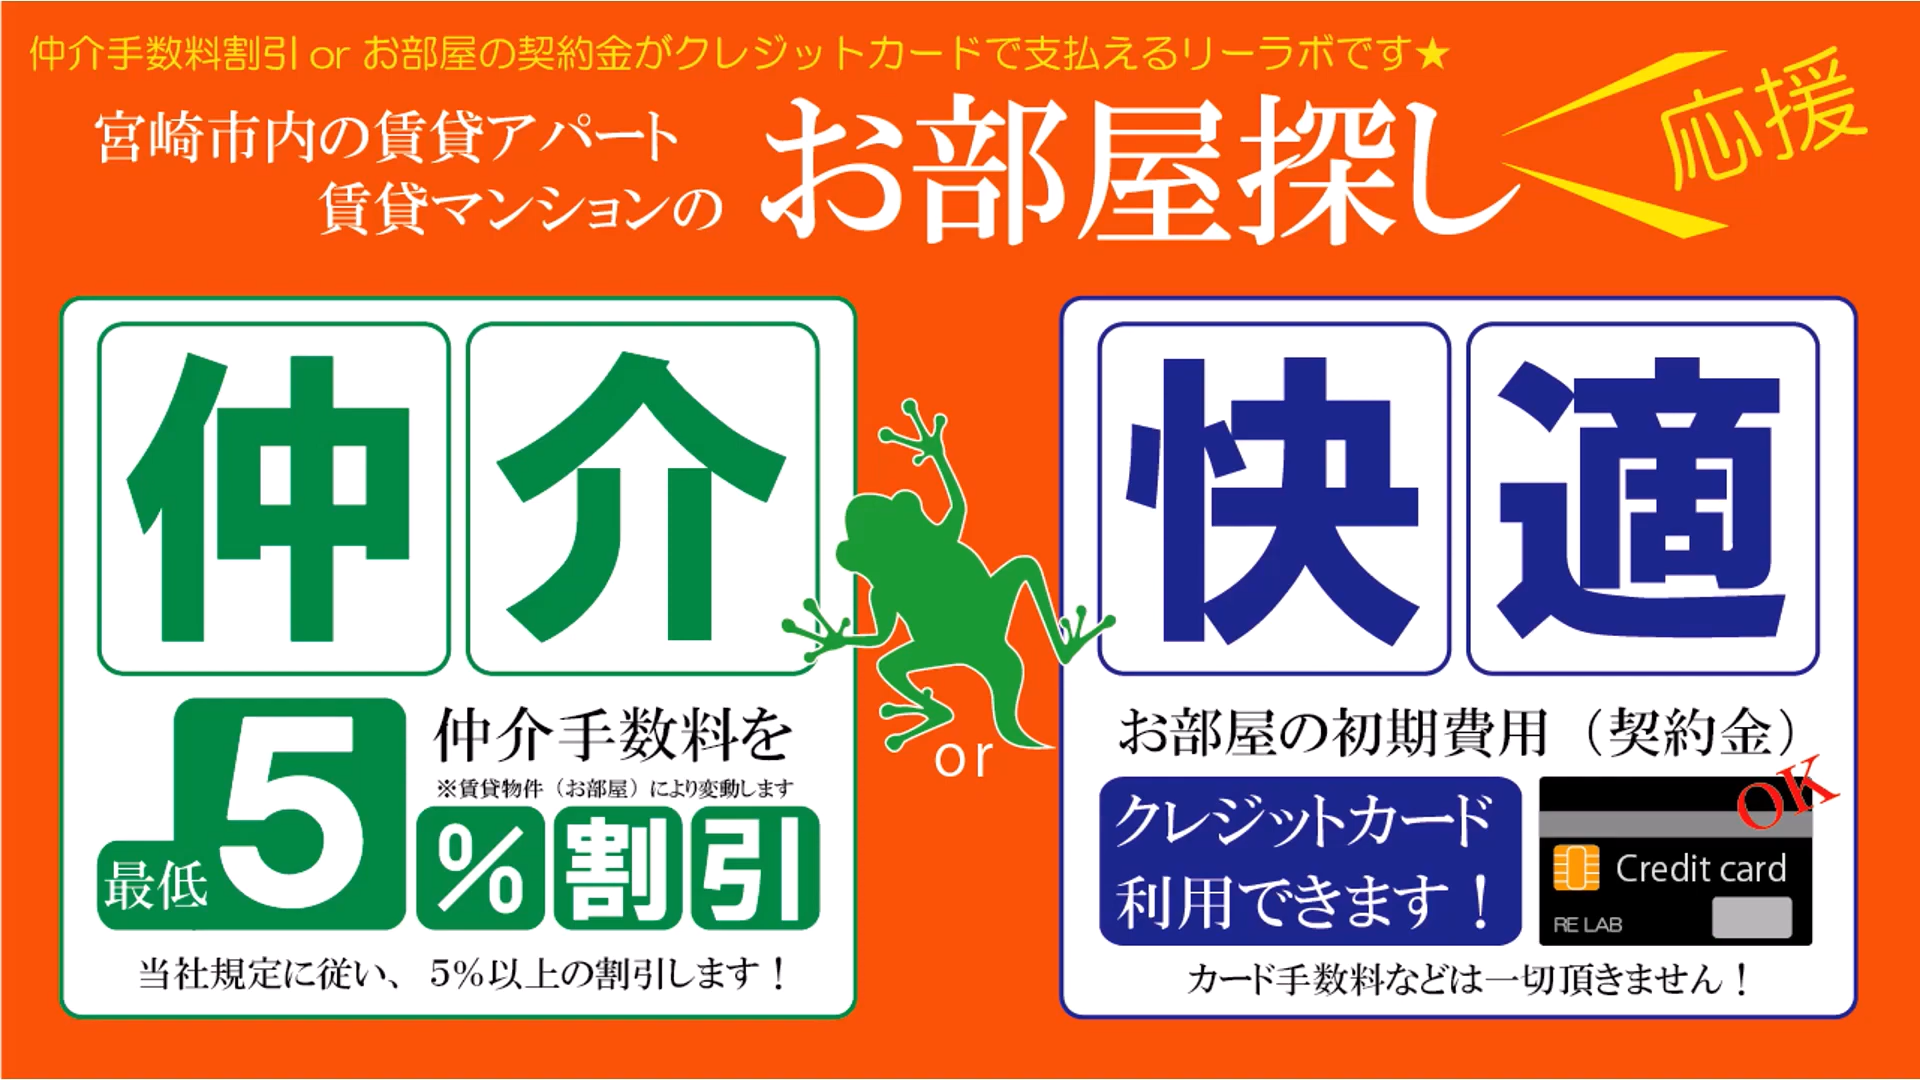 仲介手数料割引 or お部屋の契約金がクレジットカードで支払えるリーラボです★
宮崎市内の賃貸アパート
賃貸マンションの
お部屋探し
応援
仲介
最低5
仲介手数料を
※賃貸物件（お部屋）により変動します
%割引
当社規定に従い、5%以上の割引します！
or
快適
お部屋の初期費用（契約金）
クレジットカード
利用できます！
OK
Credit card
RE LAB
カード手数料などは一切頂きません！